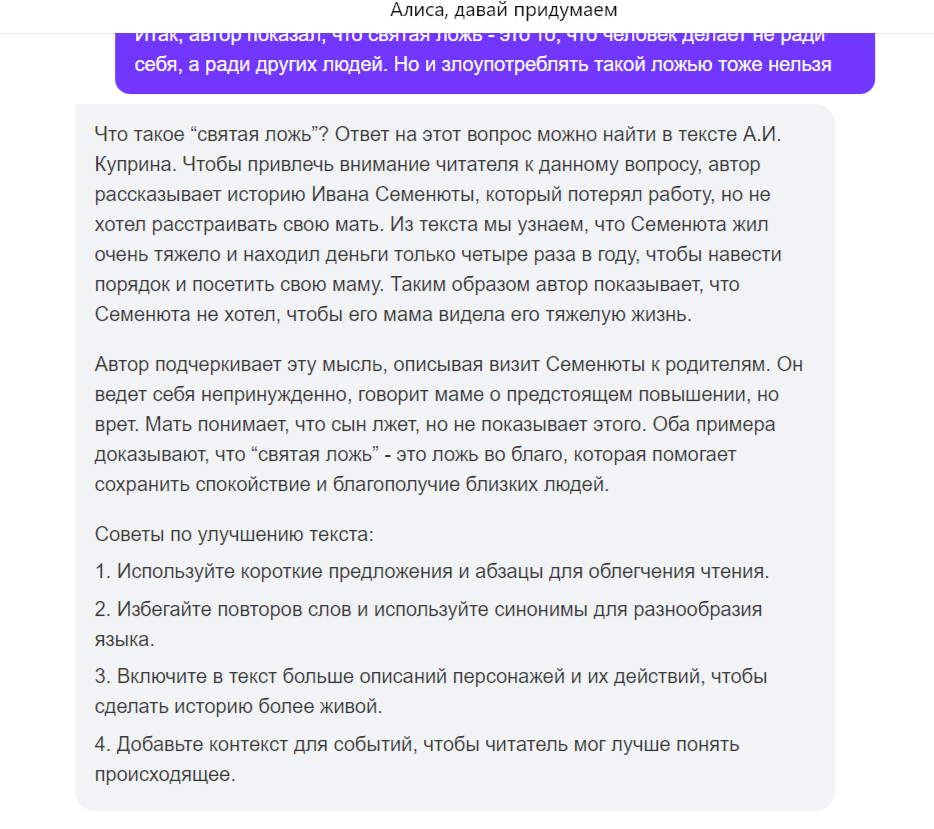 Алиса, давай придумаем
Итак, автор показал, что святая ложь - это то, что человек делает не ради
себя, а ради других людей. Но и злоупотреблять такой ложью тоже нельзя
Что такое “святая ложь”? Ответ на этот вопрос можно найти в тексте А.И.
Куприна. Чтобы привлечь внимание читателя к данному вопросу, автор
рассказывает историю Ивана Семенюты, который потерял работу, но не
хотел расстраивать свою мать. Из текста мы узнаем, что Семенюта жил
очень тяжело и находил деньги только четыре раза в году, чтобы навести
порядок и посетить свою маму. Таким образом автор показывает, что
Семенюта не хотел, чтобы его мама видела его тяжелую жизнь.
Автор подчеркивает эту мысль, описывая визит Семенюты к родителям. Он
ведет себя непринужденно, говорит маме о предстоящем повышении, но
врет. Мать понимает, что сын лжет, но не показывает этого. Оба примера
доказывают, что “святая ложь” - это ложь во благо, которая помогает
сохранить спокойствие и благополучие близких людей.
Советы по улучшению текста:
1. Используйте короткие предложения и абзацы для облегчения чтения.
2. Избегайте повторов слов и используйте синонимы для разнообразия
языка.
3. Включите в текст больше описаний персонажей и их действий, чтобы
сделать историю более живой.
4. Добавьте контекст для событий, чтобы читатель мог лучше понять
происходящее.